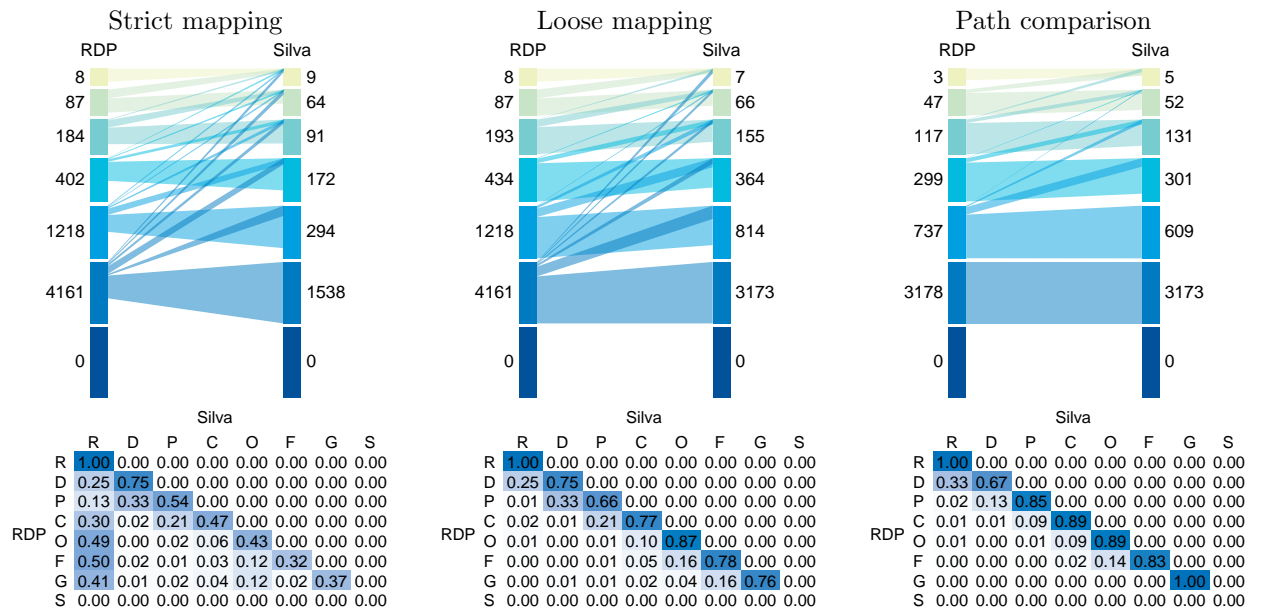 Strict mapping Loose mapping Path comparison
RDP Silva RDP Silva RDP Silva
8 9 8 7 3 5
87 64 87 66 47 52
184 91 193 155 117 131
402 172 434 364 299 301
1218 294 1218 814 737 609
4161 1538 4161 3173 3178 3173
0 0 0 0 0 0
Silva Silva Silva
R D P C O F G S R D P C O F G S R D P C O F G S
R 1.00 0.00 0.00 0.00 0.00 0.00 0.00 0.00 R 1.00 0.00 0.00 0.00 0.00 0.00 0.00 0.00 R 1.00 0.00 0.00 0.00 0.00 0.00 0.00 0.00
D 0.25 0.75 0.00 0.00 0.00 0.00 0.00 0.00 D 0.25 0.75 0.00 0.00 0.00 0.00 0.00 0.00 D 0.33 0.67 0.00 0.00 0.00 0.00 0.00 0.00
P 0.13 0.33 0.54 0.00 0.00 0.00 0.00 0.00 P 0.01 0.33 0.66 0.00 0.00 0.00 0.00 0.00 P 0.02 0.13 0.85 0.00 0.00 0.00 0.00 0.00
C 0.30 0.02 0.21 0.47 0.00 0.00 0.00 0.00 C 0.02 0.01 0.21 0.77 0.00 0.00 0.00 0.00 C 0.01 0.01 0.09 0.89 0.00 0.00 0.00 0.00
RDP RDP RDP
O 0.49 0.00 0.02 0.06 0.43 0.00 0.00 0.00 O 0.01 0.00 0.01 0.10 0.87 0.00 0.00 0.00 O 0.01 0.00 0.01 0.09 0.89 0.00 0.00 0.00
F 0.50 0.02 0.01 0.03 0.12 0.32 0.00 0.00 F 0.00 0.00 0.01 0.05 0.16 0.78 0.00 0.00 F 0.00 0.00 0.00 0.02 0.14 0.83 0.00 0.00
G 0.41 0.01 0.02 0.04 0.12 0.02 0.37 0.00 G 0.00 0.01 0.01 0.02 0.04 0.16 0.76 0.00 G 0.00 0.00 0.00 0.00 0.00 0.00 1.00 0.00
S 0.00 0.00 0.00 0.00 0.00 0.00 0.00 0.00 S 0.00 0.00 0.00 0.00 0.00 0.00 0.00 0.00 S 0.00 0.00 0.00 0.00 0.00 0.00 0.00 0.00